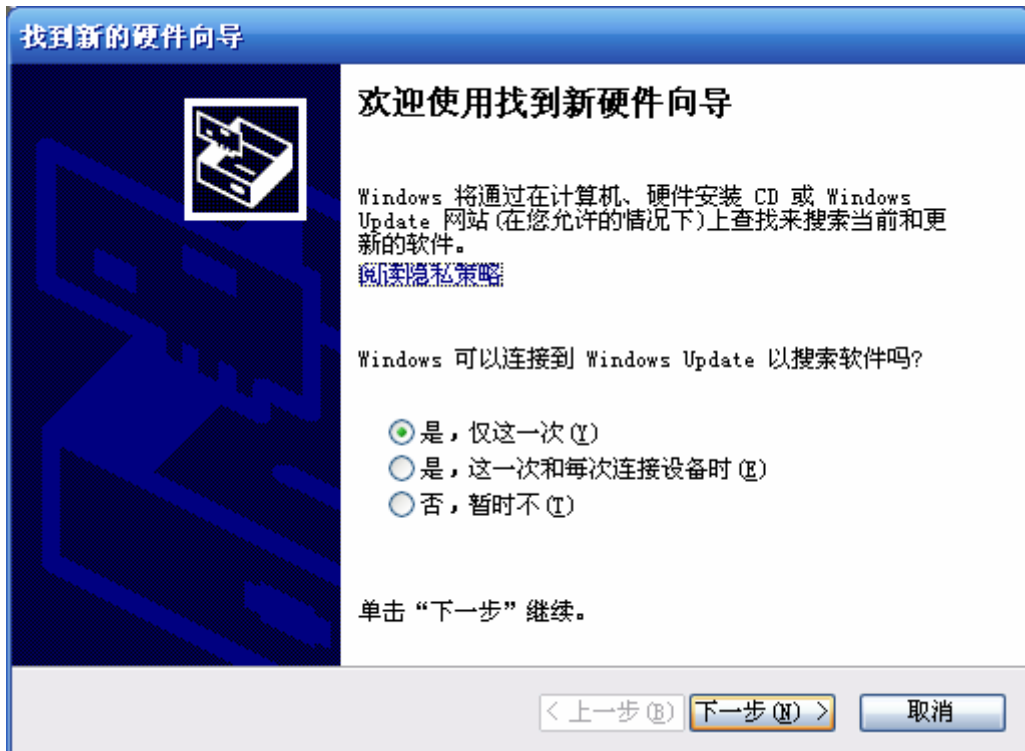 找到新的硬件向导
欢迎使用找到新硬件向导
Windows 将通过在计算机、硬件安装 CD 或 Windows
Update 网站(在您允许的情况下)上查找来搜索当前和更
新的软件。
阅读隐私策略
Windows 可以连接到 Windows Update 以搜索软件吗?
是，仅这一次(Y)
是，这一次和每次连接设备时(E)
否，暂时不(T)
单击“下一步”继续。
< 上一步(B) 下一步(N) > 取消